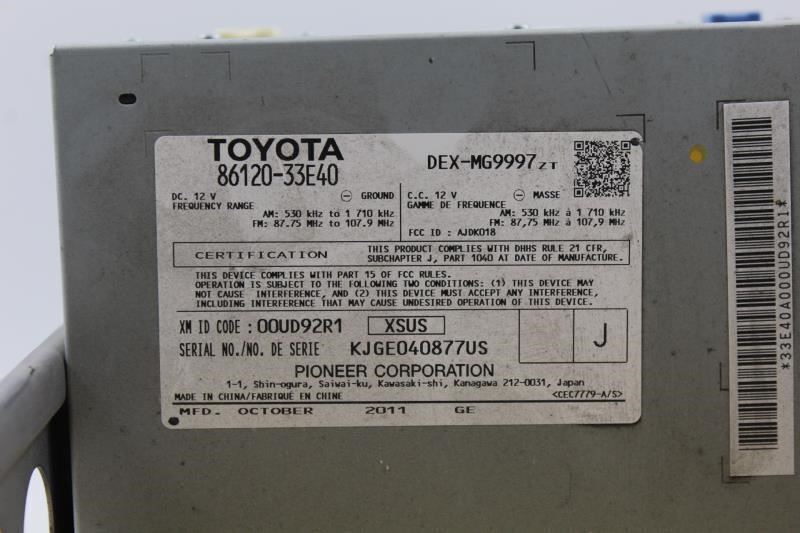 TOYOTA
86120-33E40
DEX-MG9997 ZT
DC. 12 V ⊖ GROUND
FREQUENCY RANGE
AM: 530 kHz to 1 710 kHz
FM: 87.75 MHz to 107.9 MHz
C.C. 12 V ⊖ MASSE
GAMME DE FREQUENCE
AM: 530 kHz à 1 710 kHz
FM: 87,75 MHz à 107,9 MHz
FCC ID : AJDK018
CERTIFICATION
THIS PRODUCT COMPLIES WITH DHHS RULE 21 CFR,
SUBCHAPTER J, PART 1040 AT DATE OF MANUFACTURE.
THIS DEVICE COMPLIES WITH PART 15 OF FCC RULES.
OPERATION IS SUBJECT TO THE FOLLOWING TWO CONDITIONS: (1) THIS DEVICE MAY
NOT CAUSE INTERFERENCE, AND (2) THIS DEVICE MUST ACCEPT ANY INTERFERENCE,
INCLUDING INTERFERENCE THAT MAY CAUSE UNDESIRED OPERATION OF THIS DEVICE.
XM ID CODE : 00UD92R1 XSUS
SERIAL NO./NO. DE SERIE KJGE040877US
J
PIONEER CORPORATION
1-1, Shin-ogura, Saiwai-ku, Kawasaki-shi, Kanagawa 212-0031, Japan
MADE IN CHINA/FABRIQUÉ EN CHINE <CEC7779-A/S>
MFD. OCTOBER 2011 GE
*33E40A000UD92R1*